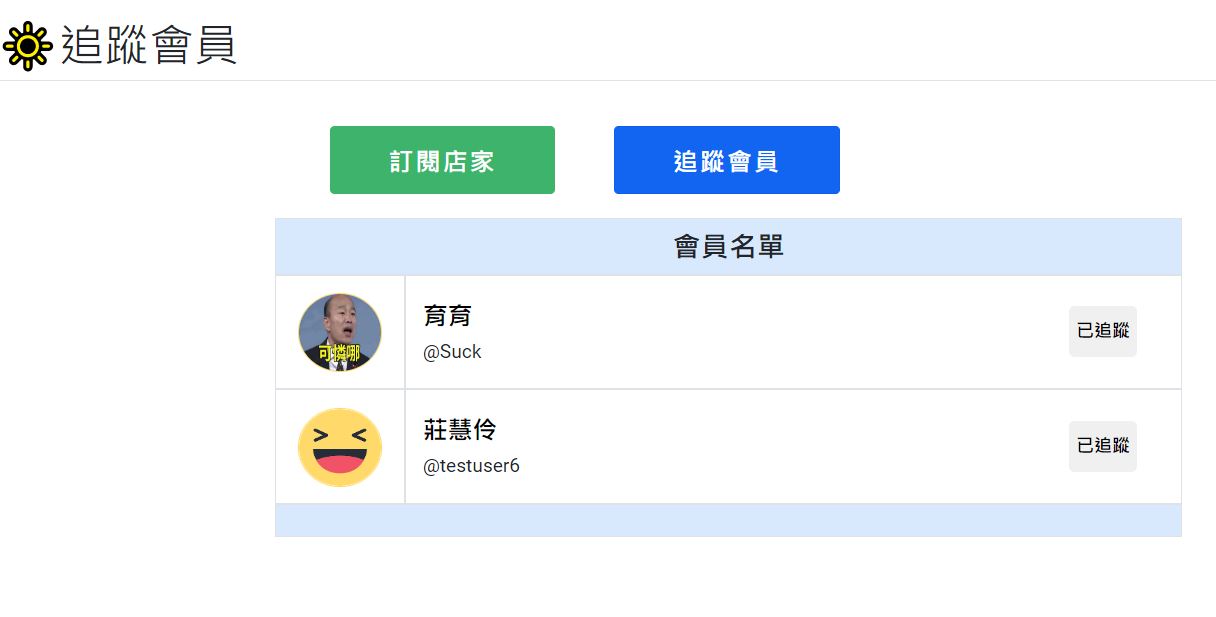 追蹤會員
訂閱店家
追蹤會員
會員名單
育育
@Suck
已追蹤
可憐哪
莊慧伶
@testuser6
已追蹤